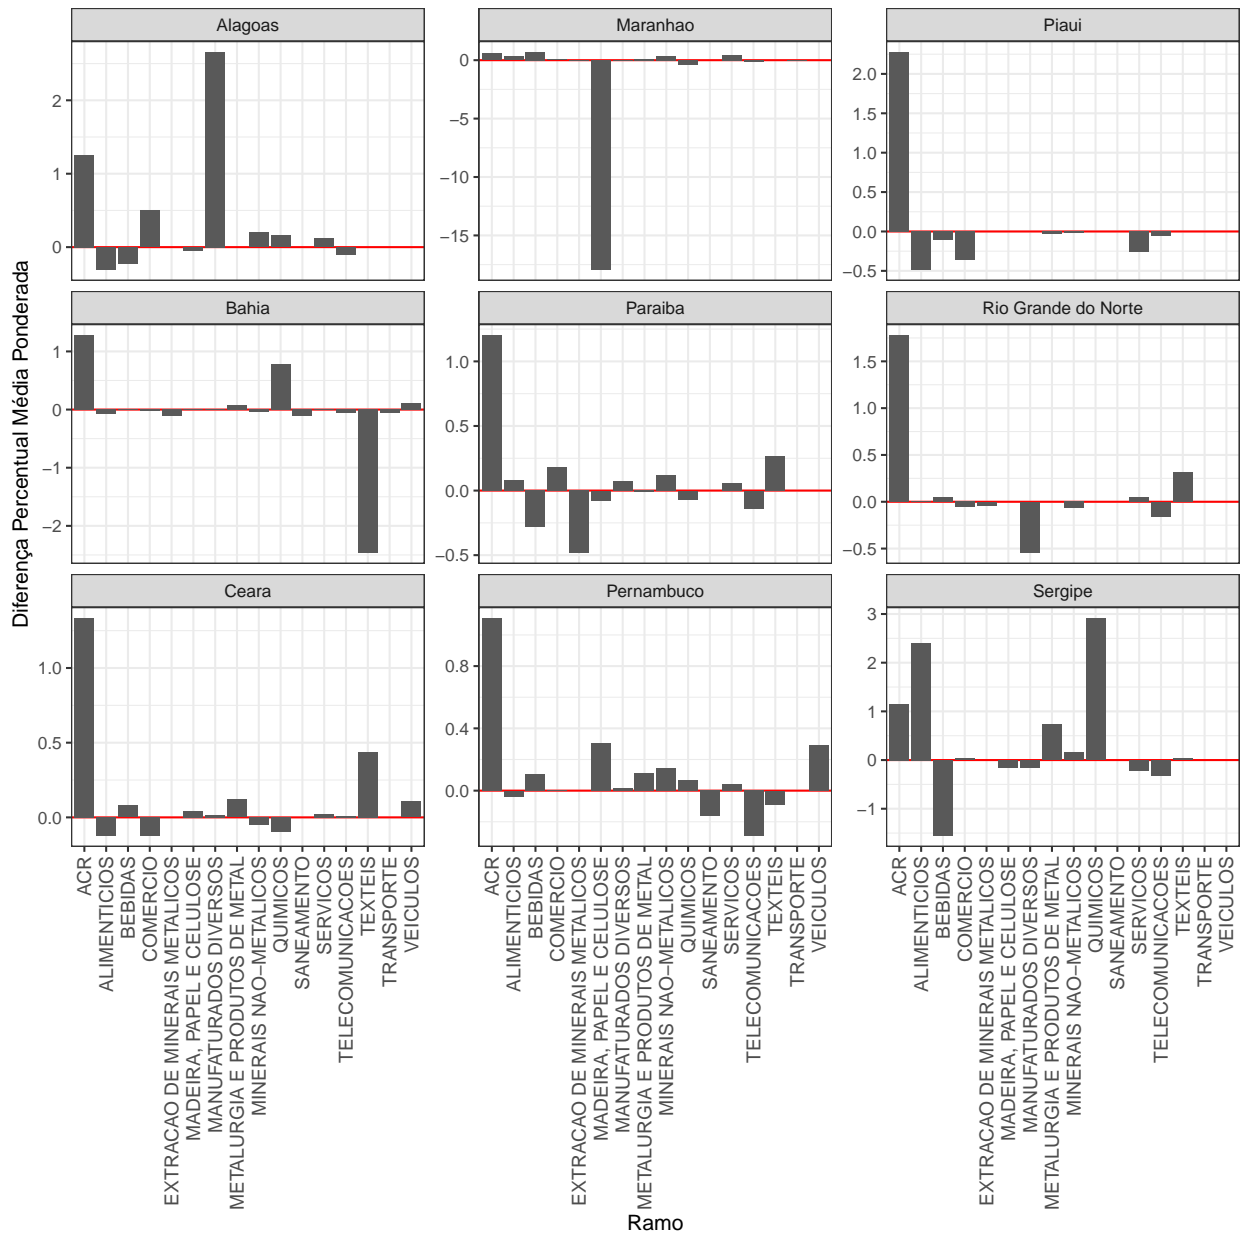 Alagoas
Maranhao
Piaui
2
1
0
0
−5
−10
−15
2.0
1.5
1.0
0.5
0.0
−0.5
Bahia
Paraiba
Rio Grande do Norte
1
0
−1
−2
1.0
0.5
0.0
−0.5
1.5
1.0
0.5
0.0
−0.5
Ceara
Pernambuco
Sergipe
1.0
0.5
0.0
0.8
0.4
0.0
3
2
1
0
−1
Diferença Percentual Média Ponderada
ACR
ALIMENTICIOS
BEBIDAS
COMERCIO
EXTRACAO DE MINERAIS METALICOS
MADEIRA, PAPEL E CELULOSE
MANUFATURADOS DIVERSOS
METALURGIA E PRODUTOS DE METAL
MINERAIS NAO−METALICOS
QUIMICOS
SANEAMENTO
SERVICOS
TELECOMUNICACOES
TEXTEIS
TRANSPORTE
VEICULOS
ACR
ALIMENTICIOS
BEBIDAS
COMERCIO
EXTRACAO DE MINERAIS METALICOS
MADEIRA, PAPEL E CELULOSE
MANUFATURADOS DIVERSOS
METALURGIA E PRODUTOS DE METAL
MINERAIS NAO−METALICOS
QUIMICOS
SANEAMENTO
SERVICOS
TELECOMUNICACOES
TEXTEIS
TRANSPORTE
VEICULOS
ACR
ALIMENTICIOS
BEBIDAS
COMERCIO
EXTRACAO DE MINERAIS METALICOS
MADEIRA, PAPEL E CELULOSE
MANUFATURADOS DIVERSOS
METALURGIA E PRODUTOS DE METAL
MINERAIS NAO−METALICOS
QUIMICOS
SANEAMENTO
SERVICOS
TELECOMUNICACOES
TEXTEIS
TRANSPORTE
VEICULOS
Ramo